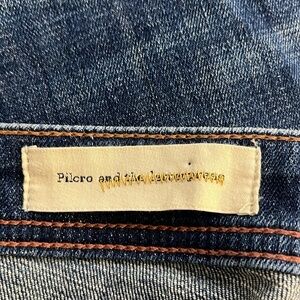 Pilcro and the letterpress